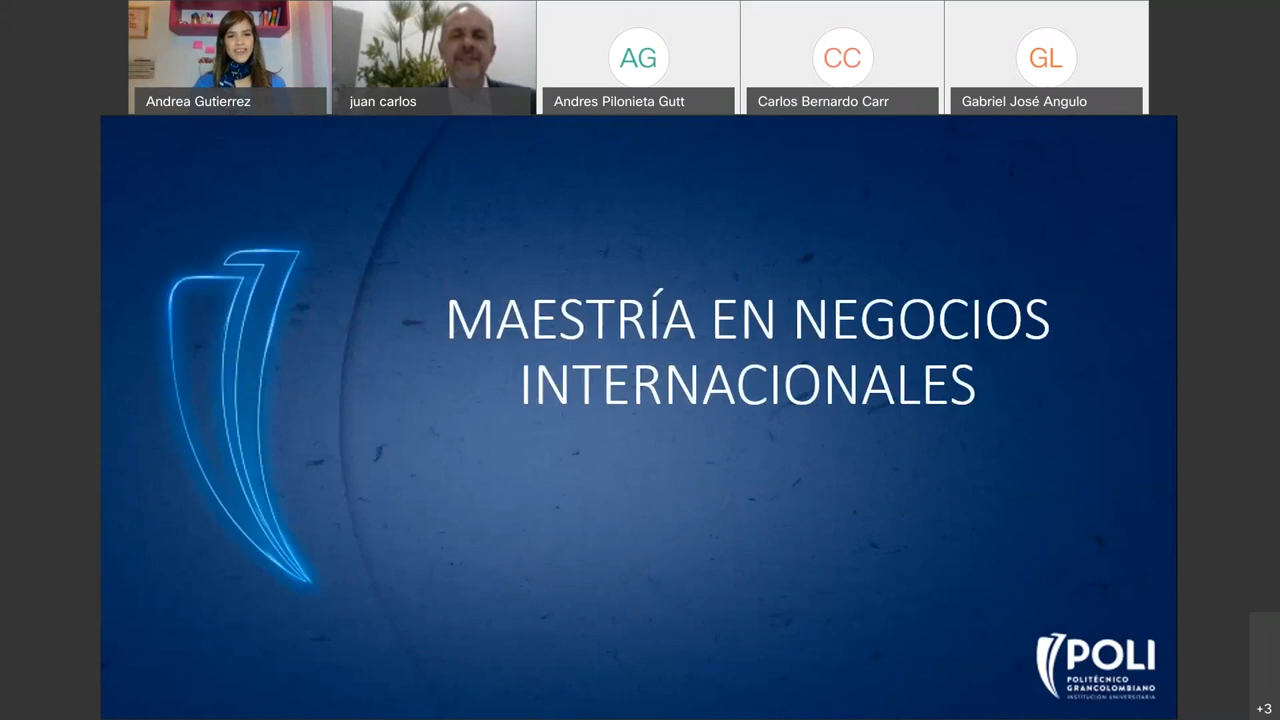 Andrea Gutierrez
juan carlos
AG
Andres Pilonieta Gutt
CC
Carlos Bernardo Carr
GL
Gabriel José Angulo
MAESTRÍA EN NEGOCIOS
INTERNACIONALES
POLI
POLITÉCNICO
GRANCOLOMBIANO
INSTITUCIÓN UNIVERSITARIA
+3